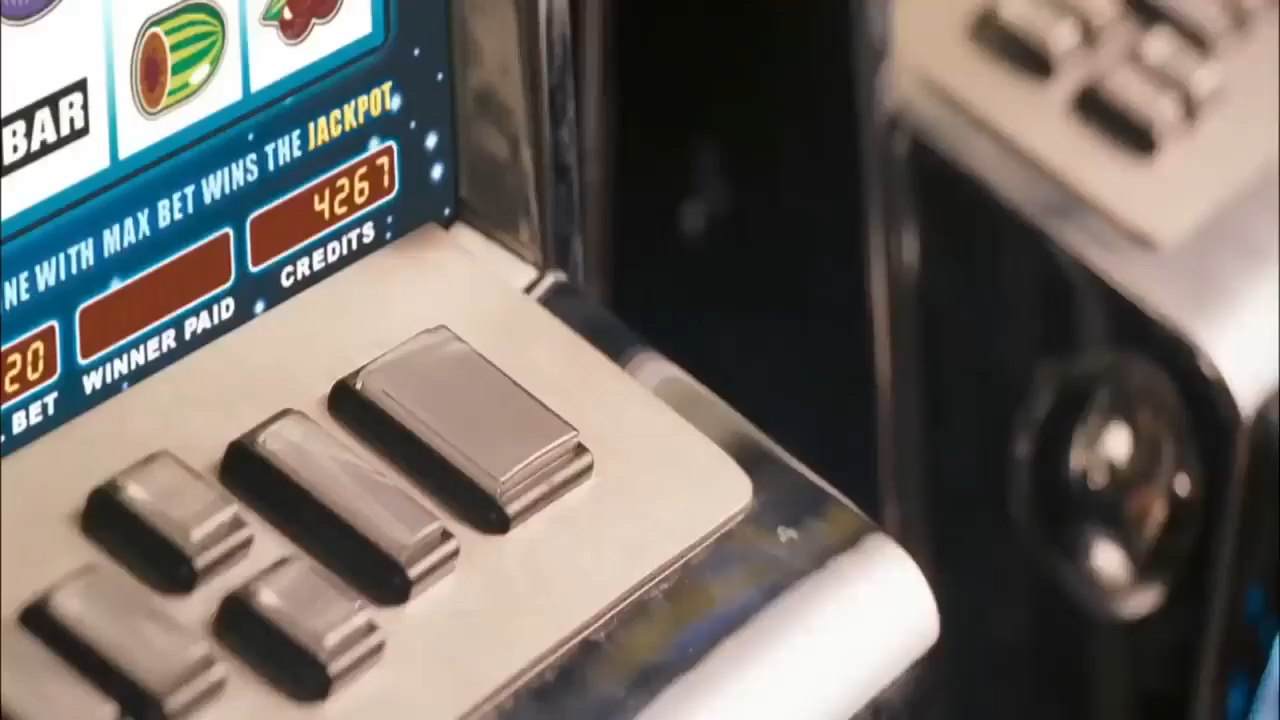 BAR
NE WITH MAX BET WINS THE JACKPOT
20
BET
WINNER PAID
4267
CREDITS